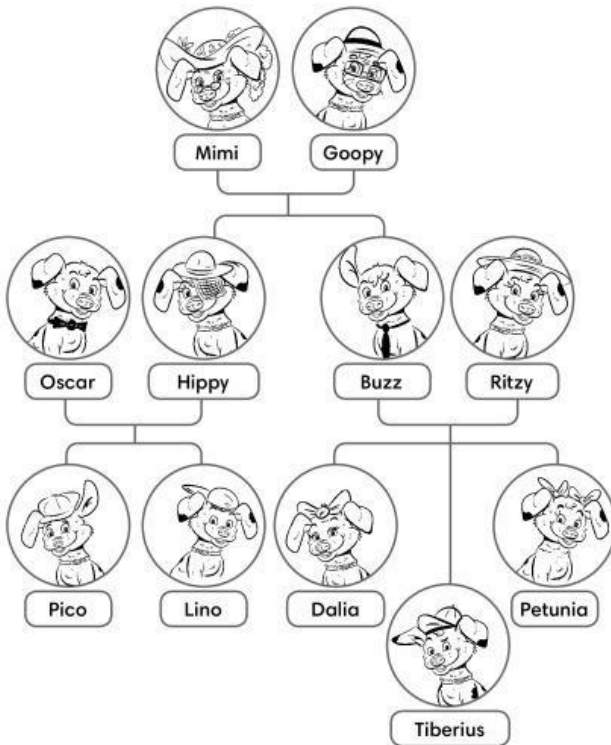 Mimi
Goopy
Oscar
Hippy
Buzz
Ritzy
Pico
Lino
Dalia
Petunia
Tiberius